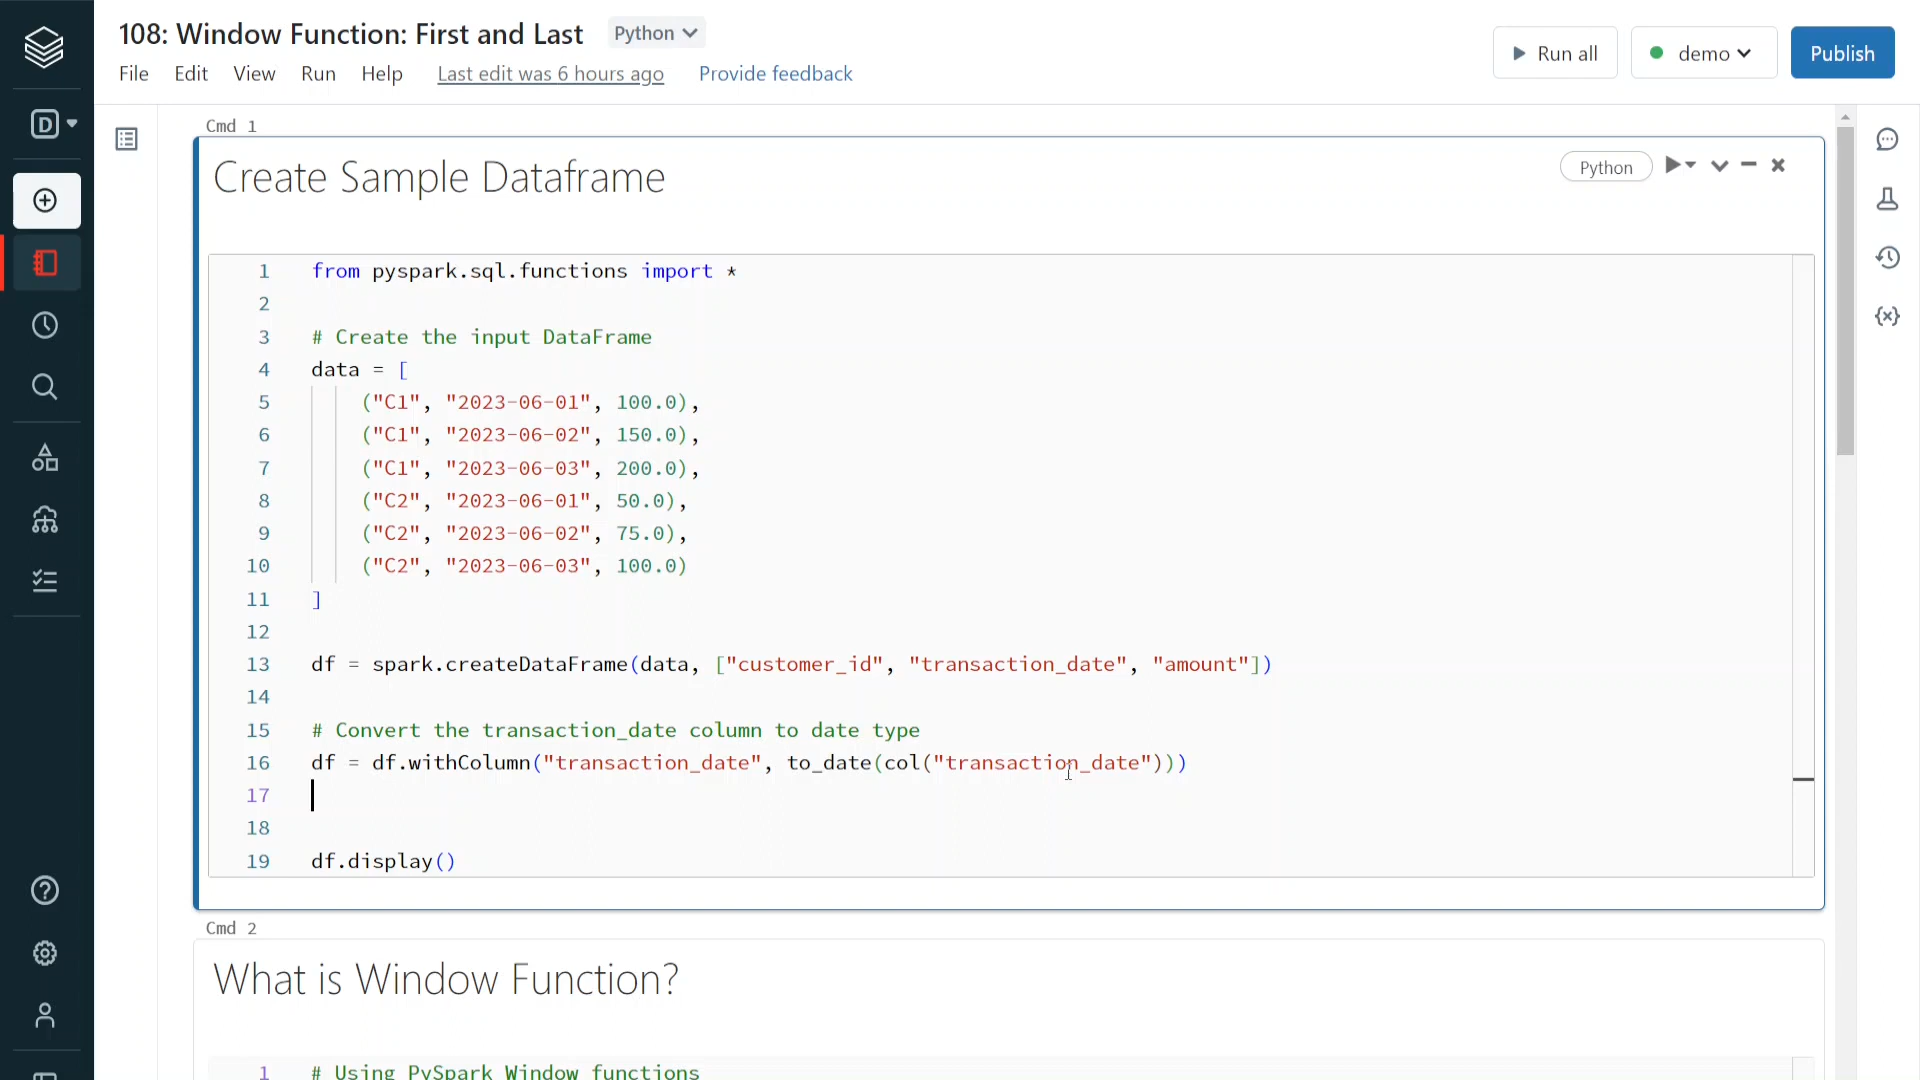 108: Window Function: First and Last
Python
File Edit View Run Help Last edit was 6 hours ago Provide feedback
Run all
demo
Publish
D
Cmd 1
Create Sample Dataframe
Python
1 from pyspark.sql.functions import *
2
3 # Create the input DataFrame
4 data = [
5 ("C1", "2023-06-01", 100.0),
6 ("C1", "2023-06-02", 150.0),
7 ("C1", "2023-06-03", 200.0),
8 ("C2", "2023-06-01", 50.0),
9 ("C2", "2023-06-02", 75.0),
10 ("C2", "2023-06-03", 100.0)
11 ]
12
13 df = spark.createDataFrame(data, ["customer_id", "transaction_date", "amount"])
14
15 # Convert the transaction_date column to date type
16 df = df.withColumn("transaction_date", to_date(col("transaction_date")))
17
18
19 df.display()
Cmd 2
What is Window Function?
1 # Using PySpark Window functions